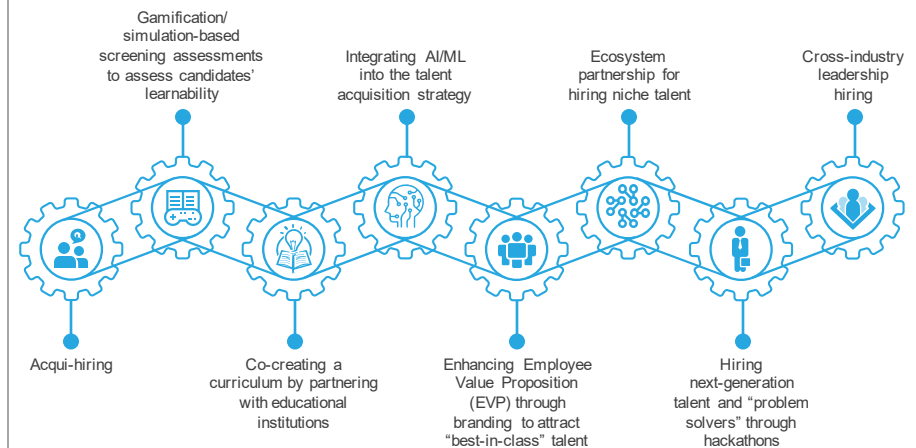 Gamification/
simulation-based
screening assessments
to assess candidates'
learnability
Integrating AI/ML
into the talent
acquisition strategy
Ecosystem
partnership for
hiring niche talent
Cross-industry
leadership
hiring
Acqui-hiring
Co-creating a
curriculum by partnering
with educational
institutions
Enhancing Employee
Value Proposition
(EVP) through
branding to attract
“best-in-class” talent
Hiring
next-generation
talent and “problem
solvers” through
hackathons